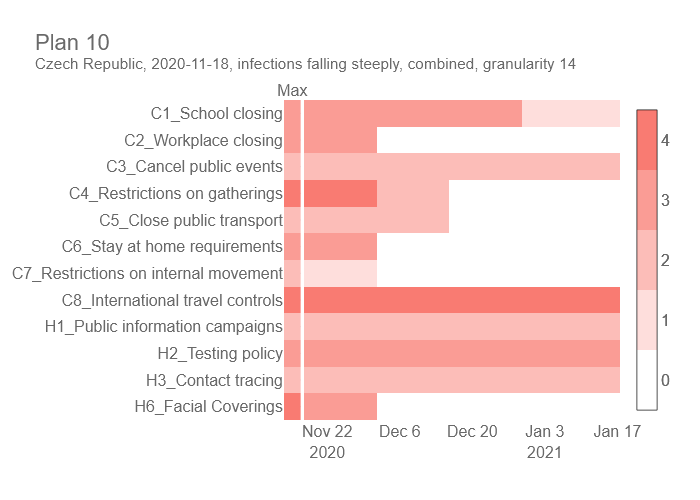 Plan 10
Czech Republic, 2020-11-18, infections falling steeply, combined, granularity 14
Max
C1_School closing
C2_Workplace closing
C3_Cancel public events
C4_Restrictions on gatherings
C5_Close public transport
C6_Stay at home requirements
C7_Restrictions on internal movement
C8_International travel controls
H1_Public information campaigns
H2_Testing policy
H3_Contact tracing
H6_Facial Coverings
4
3
2
1
0
Nov 22 Dec 6 Dec 20 Jan 3 Jan 17
2020 2021